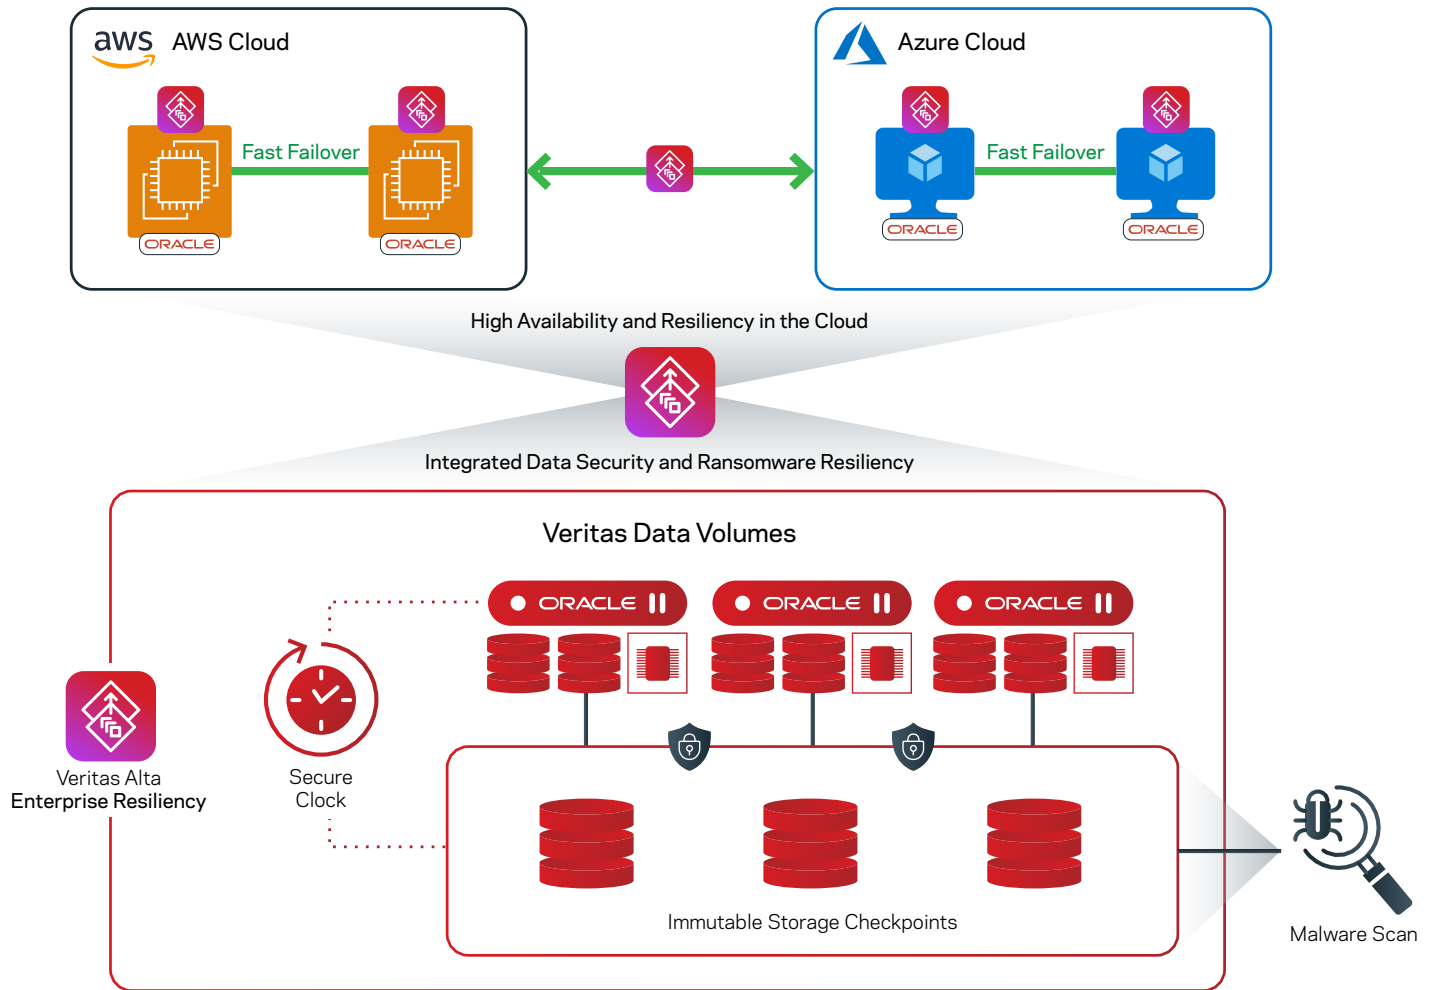 aws AWS Cloud
Azure Cloud
Fast Failover
Fast Failover
ORACLE
ORACLE
ORACLE
ORACLE
High Availability and Resiliency in the Cloud
Integrated Data Security and Ransomware Resiliency
Veritas Data Volumes
ORACLE
ORACLE
ORACLE
Veritas Alta
Enterprise Resiliency
Secure
Clock
Immutable Storage Checkpoints
Malware Scan